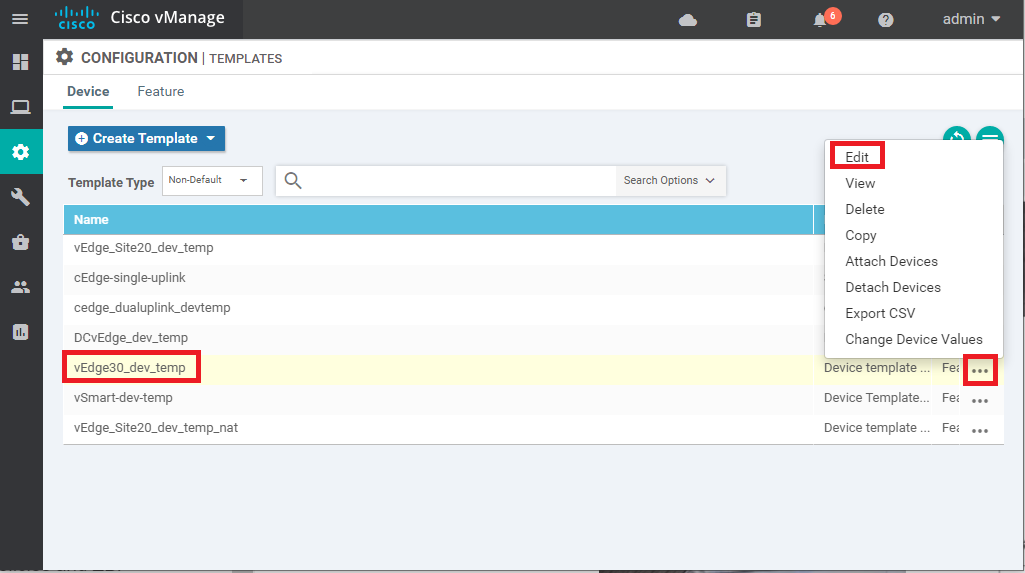 cisco Cisco vManage 6 admin
CONFIGURATION | TEMPLATES
Device Feature
Create Template
Template Type Non-Default Search Options
Name
vEdge_Site20_dev_temp
cEdge-single-uplink
cedge_dualuplink_devtemp
DCvEdge_dev_temp
vEdge30_dev_temp Device template ... Fea
vSmart-dev-temp Device Template... Fea
vEdge_Site20_dev_temp_nat Device template ... Fea
Edit
View
Delete
Copy
Attach Devices
Detach Devices
Export CSV
Change Device Values